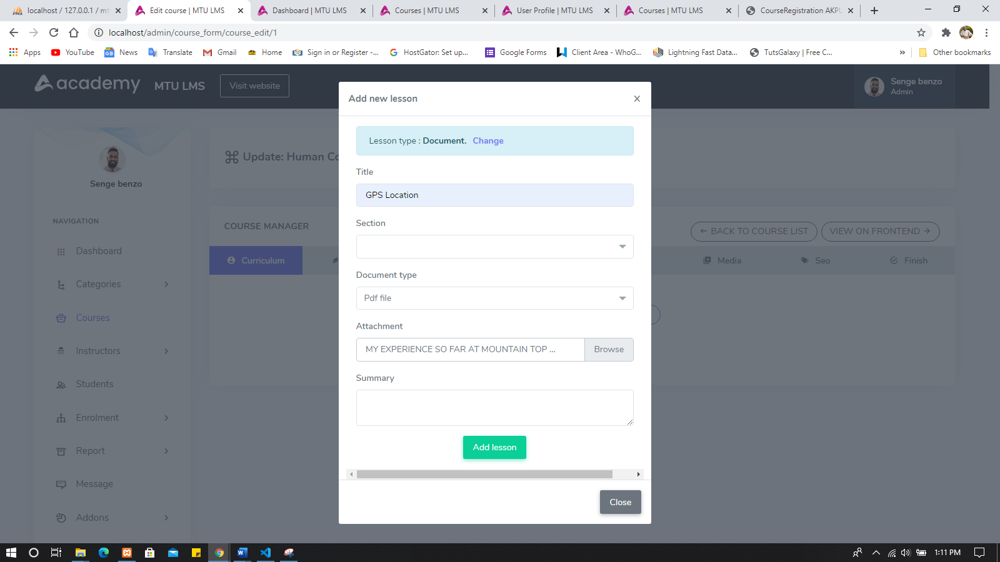 localhost / 127.0.0.1 / mt
Edit course | MTU LMS
Dashboard | MTU LMS
Courses | MTU LMS
User Profile | MTU LMS
Courses | MTU LMS
CourseRegistration AKPU
localhost/admin/course_form/course_edit/1
Apps
YouTube
News
Translate
Gmail
Home
Sign in or Register -...
HostGator: Set up...
Google Forms
Client Area - WhoG...
Lightning Fast Data...
TutsGalaxy | Free C...
»
Other bookmarks
academy
MTU LMS
Visit website
Senge benzo
Admin
Add new lesson
×
Lesson type : Document. Change
Title
GPS Location
Section
Document type
Pdf file
Attachment
MY EXPERIENCE SO FAR AT MOUNTAIN TOP ...
Browse
Summary
Add lesson
Close
Senge benzo
NAVIGATION
Dashboard
Categories
Courses
Instructors
Students
Enrolment
Report
Message
Addons
Update: Human Co
COURSE MANAGER
BACK TO COURSE LIST
VIEW ON FRONTEND
Curriculum
Media
Seo
Finish
1:11 PM